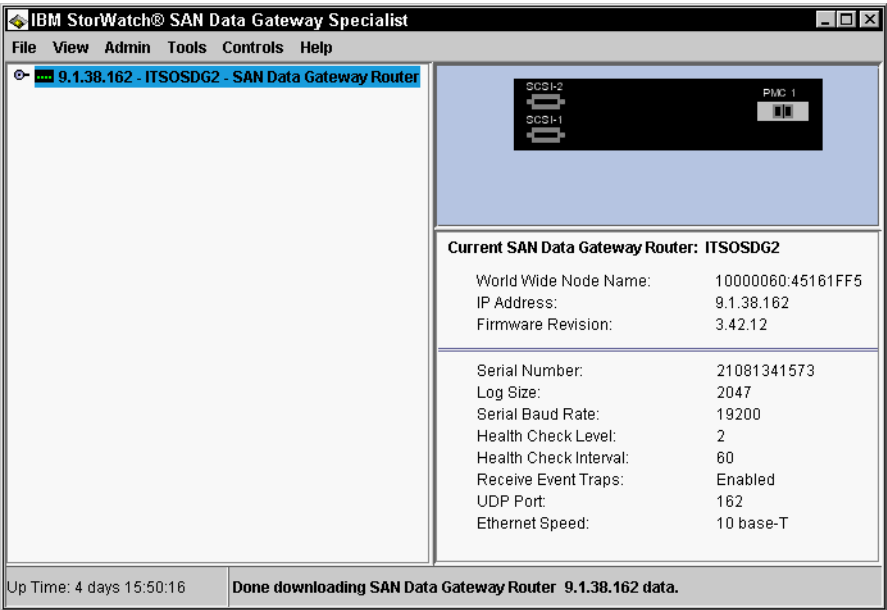 IBM StorWatch® SAN Data Gateway Specialist
File View Admin Tools Controls Help
9.1.38.162 - ITSOSDG2 - SAN Data Gateway Router
SCSI-2
PMC 1
SCSI-1
Current SAN Data Gateway Router: ITSOSDG2
World Wide Node Name: 10000060:45161FF5
IP Address: 9.1.38.162
Firmware Revision: 3.42.12
Serial Number: 21081341573
Log Size: 2047
Serial Baud Rate: 19200
Health Check Level: 2
Health Check Interval: 60
Receive Event Traps: Enabled
UDP Port: 162
Ethernet Speed: 10 base-T
Up Time: 4 days 15:50:16
Done downloading SAN Data Gateway Router 9.1.38.162 data.